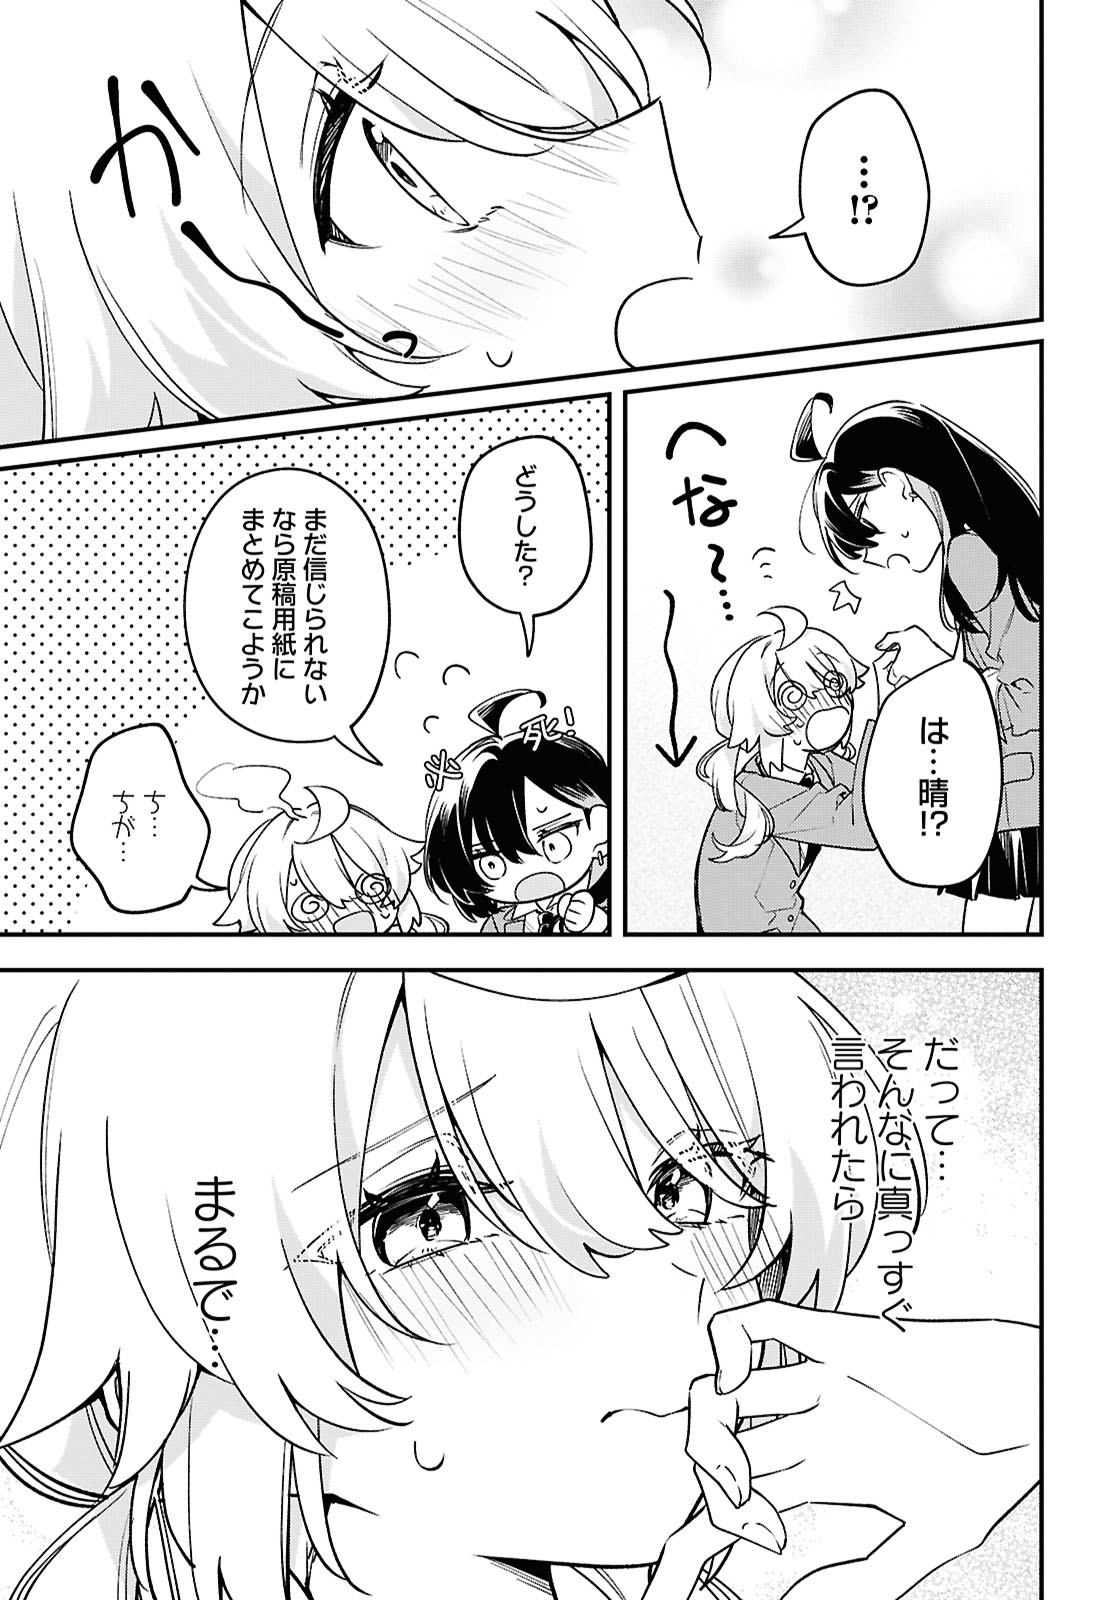 …!?
かーっ
へな～……
は…晴!?
どうした？
死！
※
まだ信じられない
なら原稿用紙に
まとめてこようか
ち…
ちが…
だって…
そんなに真っすぐ
言われたら
まるで…